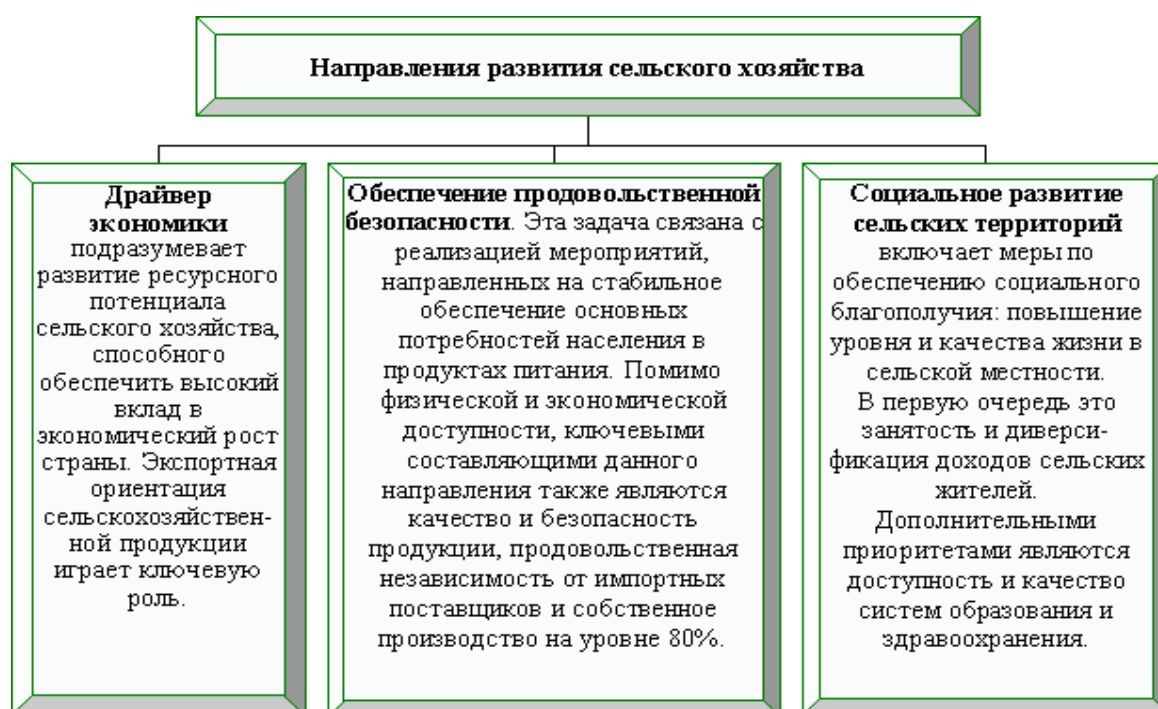 Направления развития сельского хозяйства
Драйвер
экономики
подразумевает
развитие ресурсного
потенциала
сельского хозяйства,
способного
обеспечить высокий
вклад в
экономический рост
страны. Экспортная
ориентация
сельскохозяйствен-
ной продукции
играет ключевую
роль.
Обеспечение продовольственной
безопасности. Эта задача связана с
реализацией мероприятий,
направленных на стабильное
обеспечение основных
потребностей населения в
продуктах питания. Помимо
физической и экономической
доступности, ключевыми
составляющими данного
направления также являются
качество и безопасность
продукции, продовольственная
независимость от импортных
поставщиков и собственное
производство на уровне 80%.
Социальное развитие
сельских территорий
включает меры по
обеспечению социального
благополучия: повышение
уровня и качества жизни в
сельской местности.
В первую очередь это
занятость и диверси-
фикация доходов сельских
жителей.
Дополнительными
приоритетами являются
доступность и качество
систем образования и
здравоохранения.